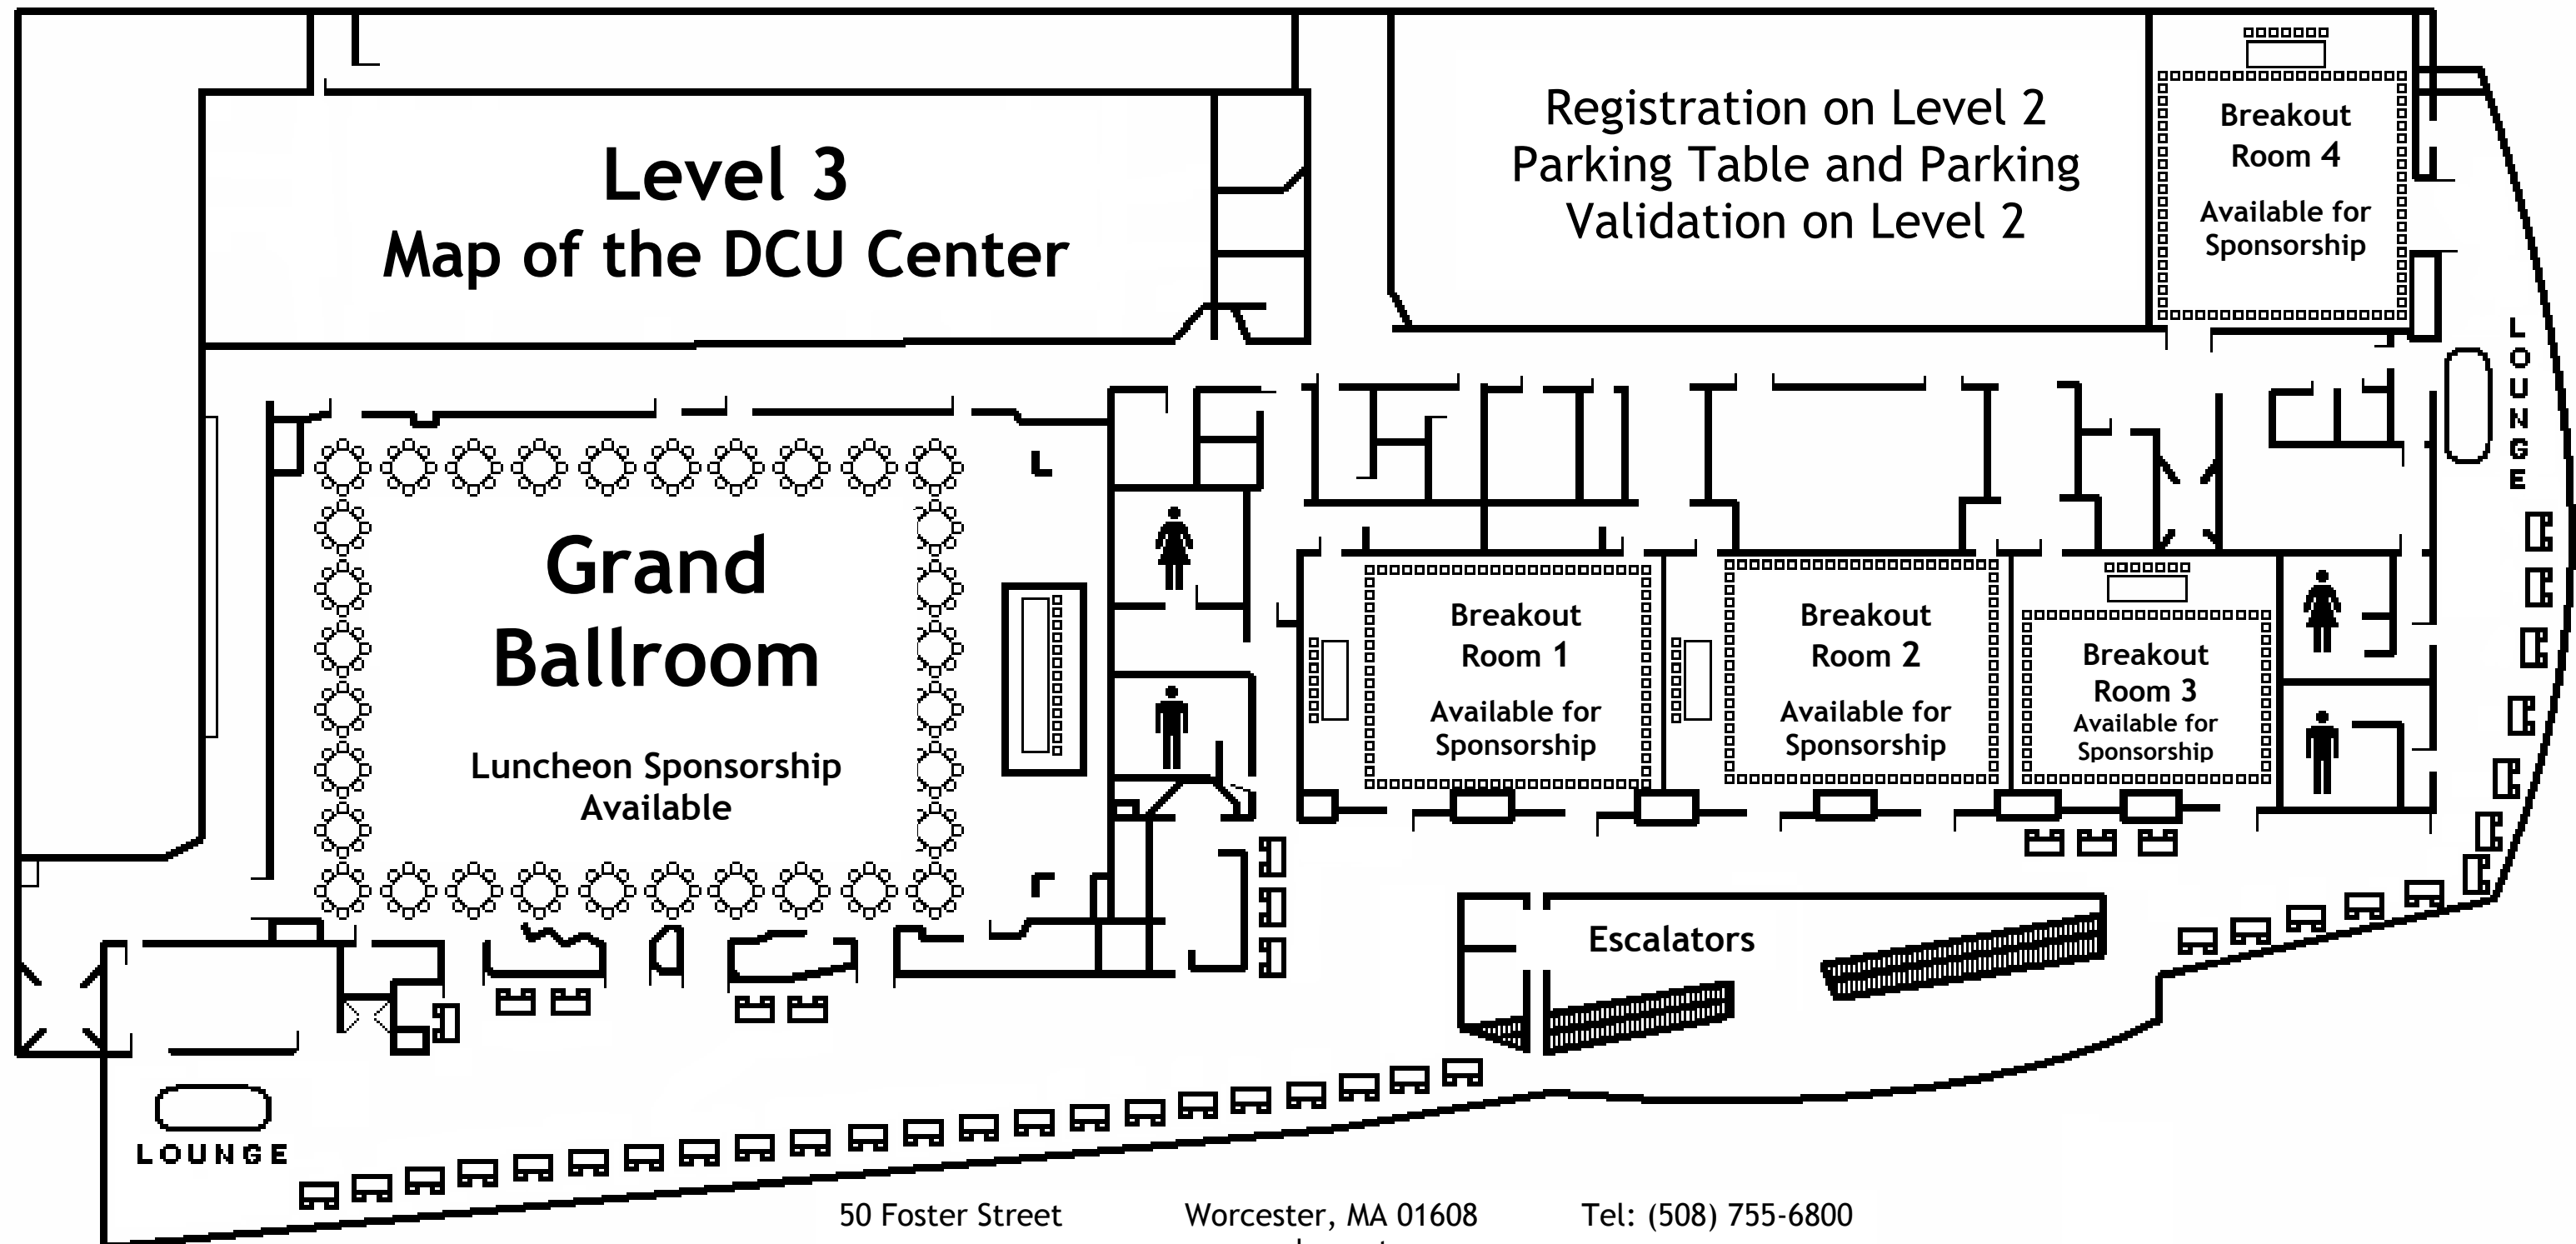 Level 3
Map of the DCU Center
Registration on Level 2
Parking Table and Parking
Validation on Level 2
Breakout
Room 4
Available for
Sponsorship
LOUNGE
Grand
Ballroom
Luncheon Sponsorship
Available
Breakout
Room 1
Available for
Sponsorship
Breakout
Room 2
Available for
Sponsorship
Breakout
Room 3
Available for
Sponsorship
Escalators
LOUNGE
50 Foster Street Worcester, MA 01608 Tel: (508) 755-6800